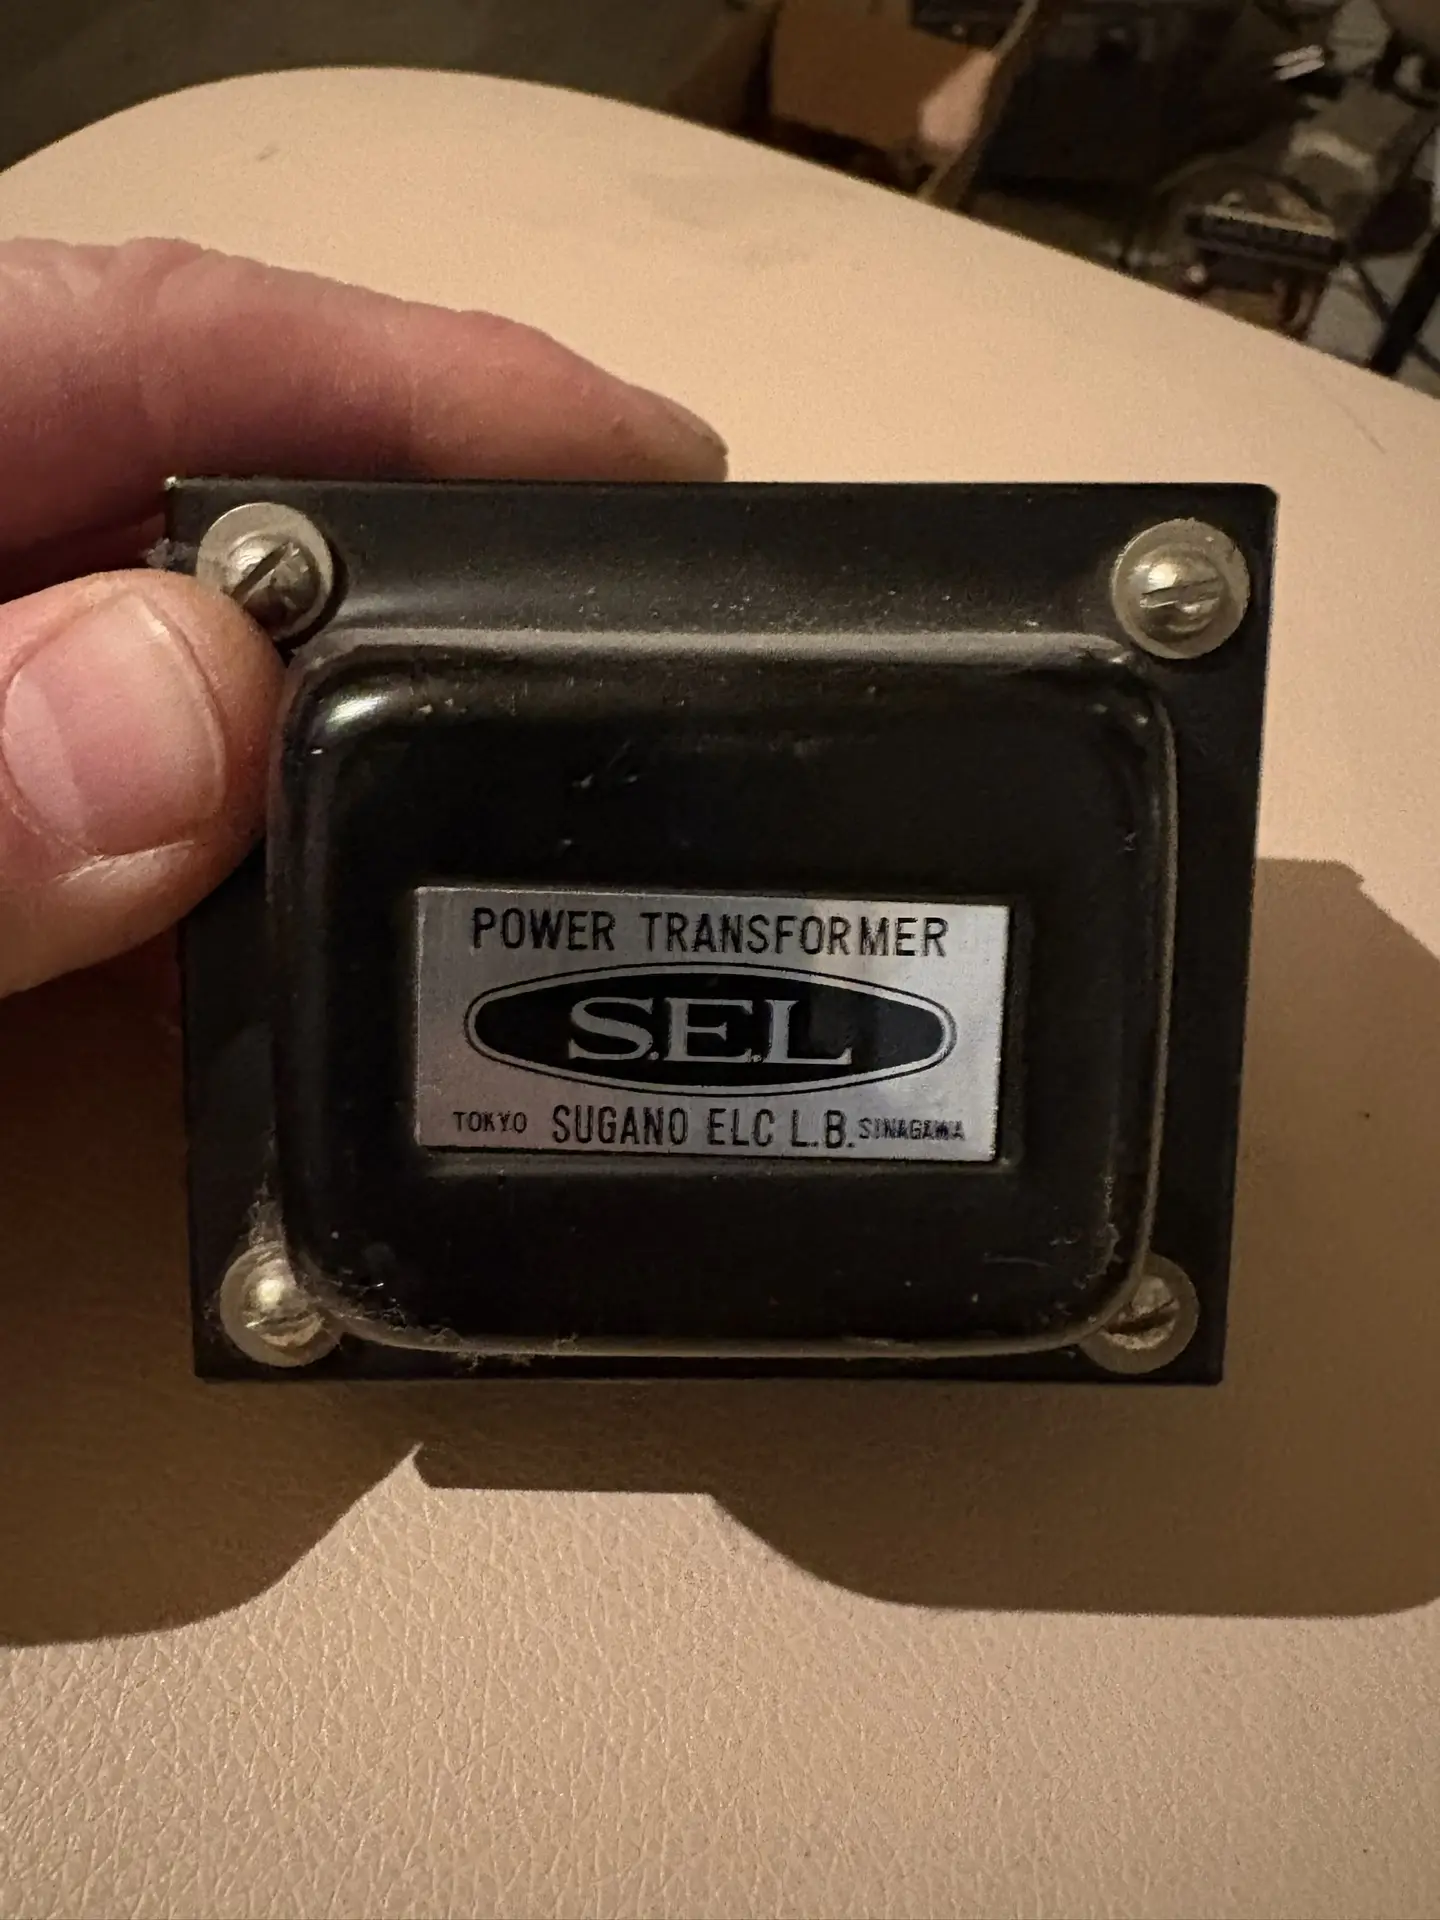 POWER TRANSFORMER
S.E.L
TOKYO SUGANO ELC L.B. SINAGAWA